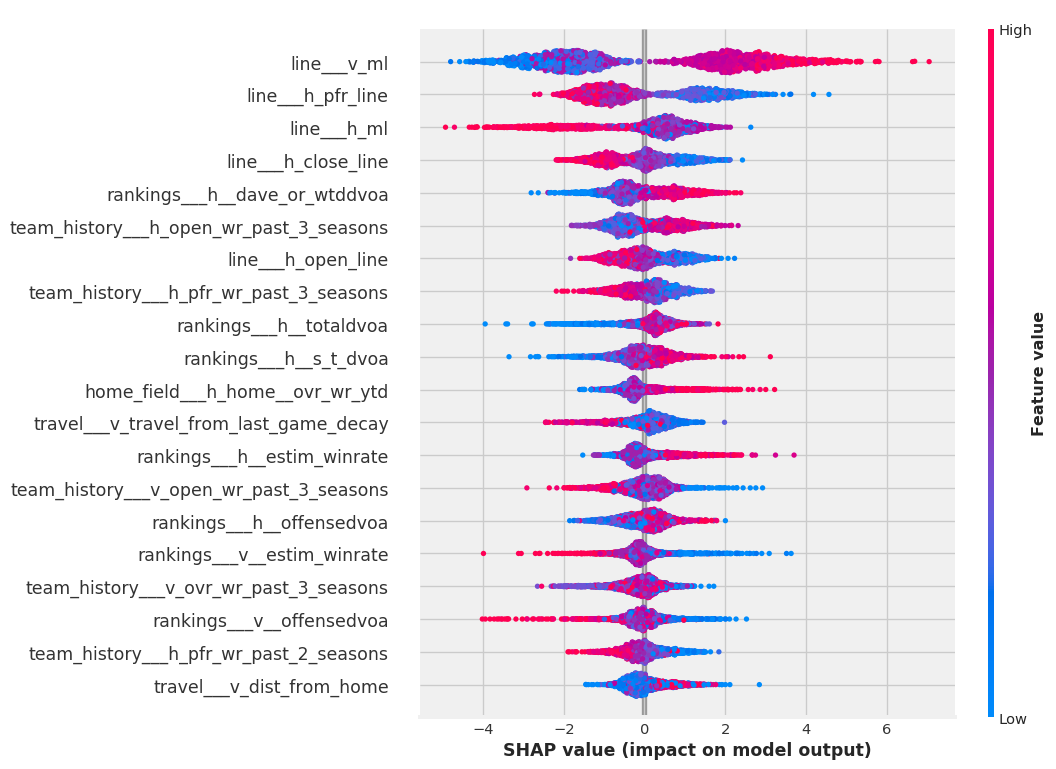 High
line___v_ml
line___h_pfr_line
line___h_ml
line___h_close_line
rankings___h__dave_or_wtddvoa
team_history___h_open_wr_past_3_seasons
line___h_open_line
team_history___h_pfr_wr_past_3_seasons
rankings___h__totaldvoa
rankings___h__s_t_dvoa
home_field___h_home__ovr_wr_ytd
travel___v_travel_from_last_game_decay
rankings___h__estim_winrate
team_history___v_open_wr_past_3_seasons
rankings___h__offensedvoa
rankings___v__estim_winrate
team_history___v_ovr_wr_past_3_seasons
rankings___v__offensedvoa
team_history___h_pfr_wr_past_2_seasons
travel___v_dist_from_home
Feature value
Low
−4 −2 0 2 4 6
SHAP value (impact on model output)